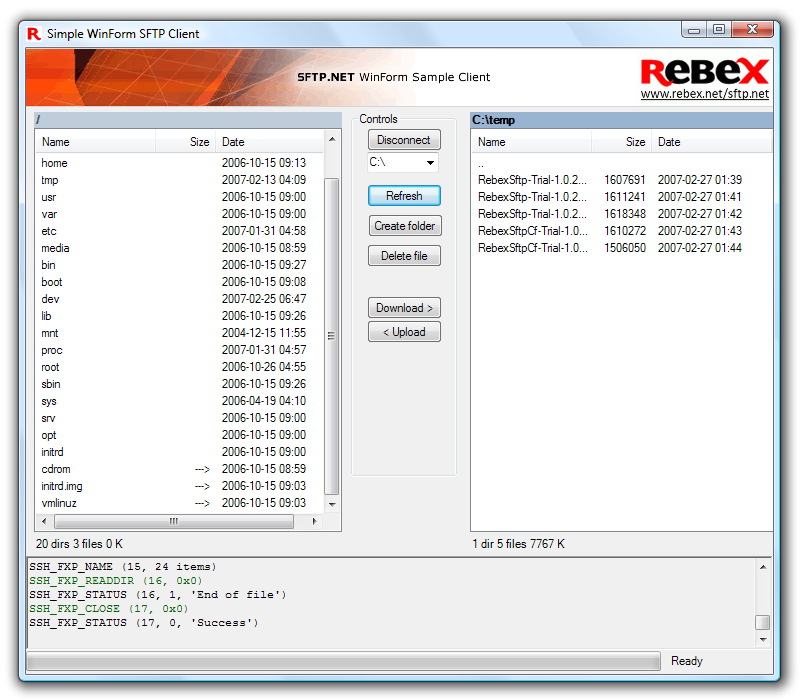 Simple WinForm SFTP Client
SFTP.NET WinForm Sample Client
ReBeX
www.rebex.net/sftp.net
/
Name Size Date
home 2006-10-15 09:13
tmp 2007-02-13 04:09
usr 2006-10-15 09:00
var 2006-10-15 09:00
etc 2007-01-31 04:58
media 2006-10-15 08:59
bin 2006-10-15 09:27
boot 2006-10-15 09:08
dev 2007-02-25 06:47
lib 2006-10-15 09:26
mnt 2004-12-15 11:55
proc 2007-01-31 04:57
root 2006-10-26 04:55
sbin 2006-10-15 09:26
sys 2006-04-19 04:10
srv 2006-10-15 09:00
opt 2006-10-15 09:00
initrd 2006-10-15 09:00
cdrom ---> 2006-10-15 08:59
initrd.img ---> 2006-10-15 09:03
vmlinuz ---> 2006-10-15 09:03
20 dirs 3 files 0 K
Controls
Disconnect
C:\
Refresh
Create folder
Delete file
Download >
< Upload
C:\temp
Name Size Date
..
RebexSftp-Trial-1.0.2... 1607691 2007-02-27 01:39
RebexSftp-Trial-1.0.2... 1611241 2007-02-27 01:41
RebexSftp-Trial-1.0.2... 1618348 2007-02-27 01:42
RebexSftpCf-Trial-1.0... 1610272 2007-02-27 01:43
RebexSftpCf-Trial-1.0... 1506050 2007-02-27 01:44
1 dir 5 files 7767 K
SSH_FXP_NAME (15, 24 items)
SSH_FXP_READDIR (16, 0x0)
SSH_FXP_STATUS (16, 1, 'End of file')
SSH_FXP_CLOSE (17, 0x0)
SSH_FXP_STATUS (17, 0, 'Success')
Ready